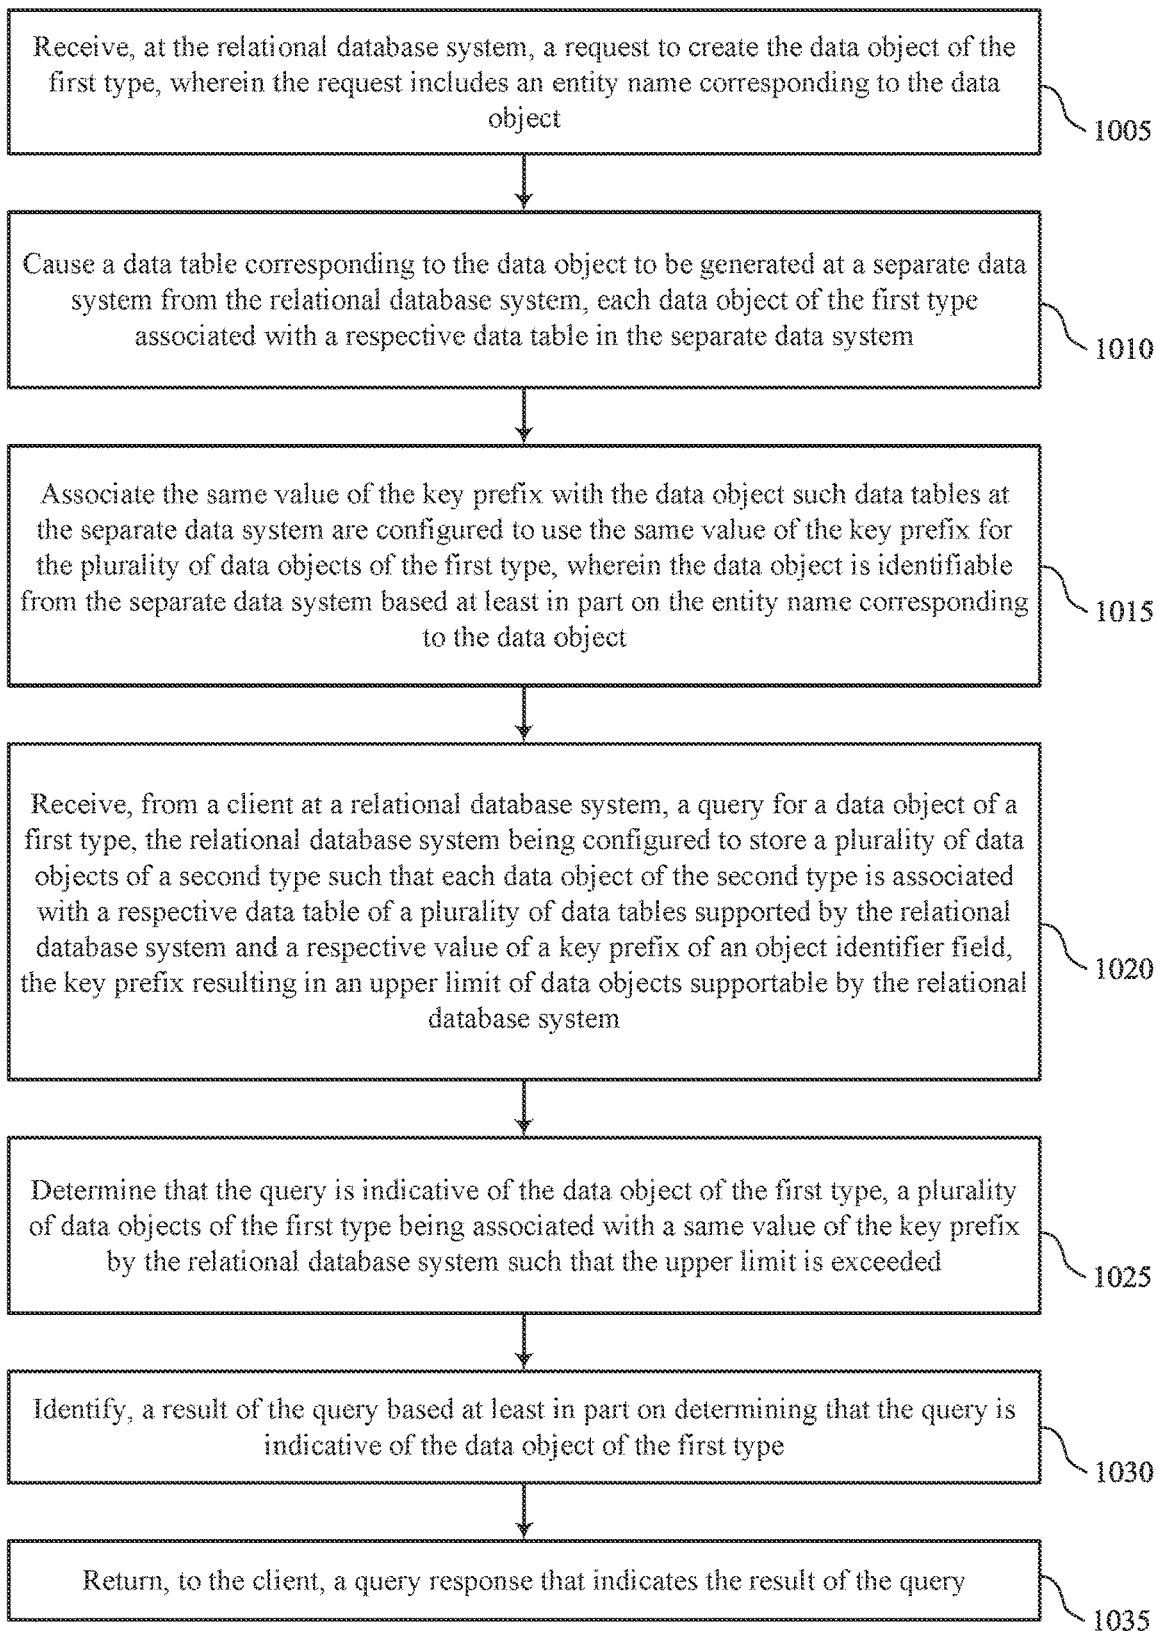 Receive, at the relational database system, a request to create the data object of the
first type, wherein the request includes an entity name corresponding to the data
object
1005
Cause a data table corresponding to the data object to be generated at a separate data
system from the relational database system, each data object of the first type
associated with a respective data table in the separate data system
1010
Associate the same value of the key prefix with the data object such data tables at
the separate data system are configured to use the same value of the key prefix for
the plurality of data objects of the first type, wherein the data object is identifiable
from the separate data system based at least in part on the entity name corresponding
to the data object
1015
Receive, from a client at a relational database system, a query for a data object of a
first type, the relational database system being configured to store a plurality of data
objects of a second type such that each data object of the second type is associated
with a respective data table of a plurality of data tables supported by the relational
database system and a respective value of a key prefix of an object identifier field,
the key prefix resulting in an upper limit of data objects supportable by the relational
database system
1020
Determine that the query is indicative of the data object of the first type, a plurality
of data objects of the first type being associated with a same value of the key prefix
by the relational database system such that the upper limit is exceeded
1025
Identify, a result of the query based at least in part on determining that the query is
indicative of the data object of the first type
1030
Return, to the client, a query response that indicates the result of the query
1035